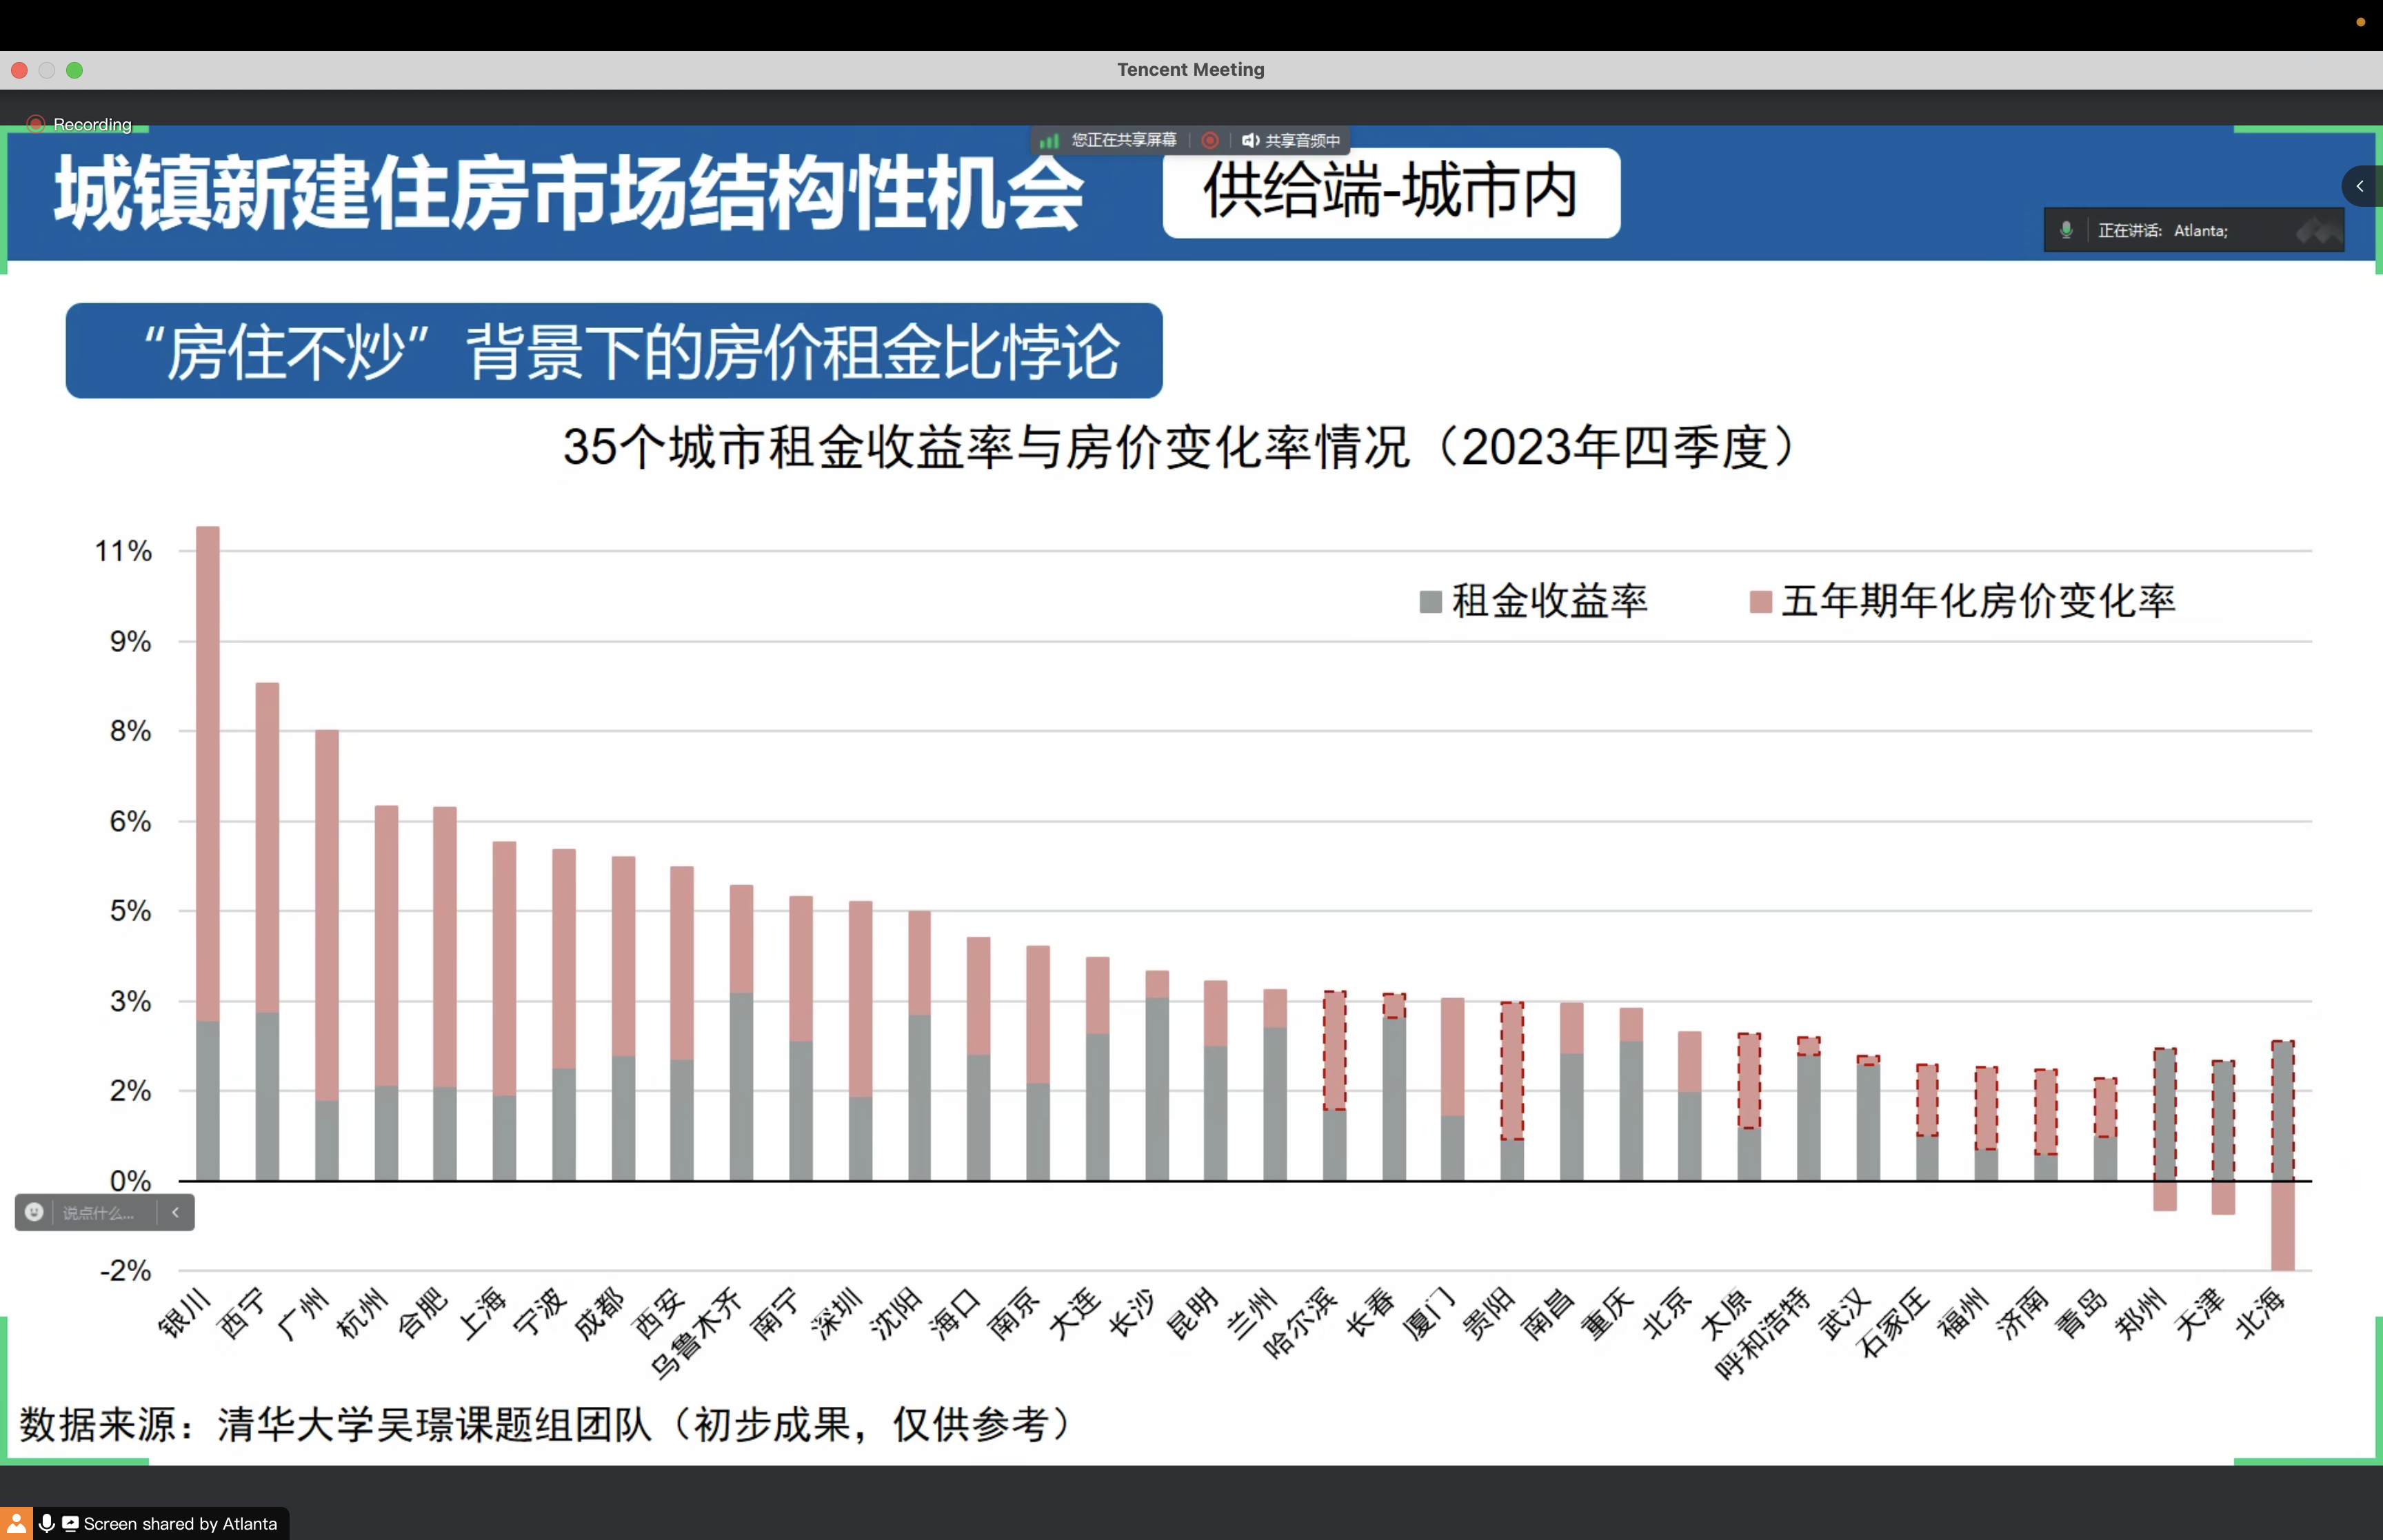 Tencent Meeting
Recording
您正在共享屏幕
共享音频中
城镇新建住房市场结构性机会
供给端-城市内
正在讲话: Atlanta;
“房住不炒”背景下的房价租金比悖论
35个城市租金收益率与房价变化率情况（2023年四季度）
租金收益率
五年期年化房价变化率
11%
9%
8%
6%
5%
3%
2%
0%
-2%
说点什么...
银川
西宁
广州
杭州
合肥
上海
宁波
成都
西安
乌鲁木齐
南宁
深圳
沈阳
海口
南京
大连
长沙
昆明
兰州
哈尔滨
长春
厦门
贵阳
南昌
重庆
北京
太原
呼和浩特
武汉
石家庄
福州
济南
青岛
郑州
天津
北海
数据来源：清华大学吴璟课题组团队（初步成果，仅供参考）
Screen shared by Atlanta